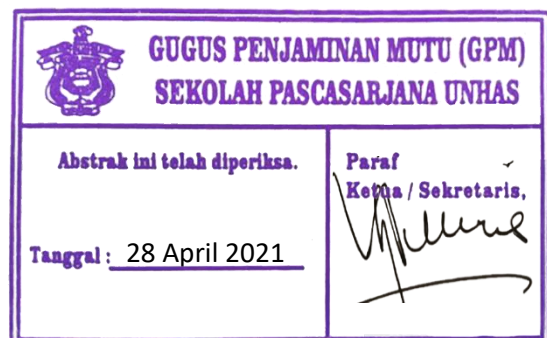 GUGUS PENJAMINAN MUTU (GPM)
SEKOLAH PASCASARJANA UNHAS
Abstrak ini telah diperiksa.
Tanggal : 28 April 2021
Paraf
Ketua / Sekretaris,